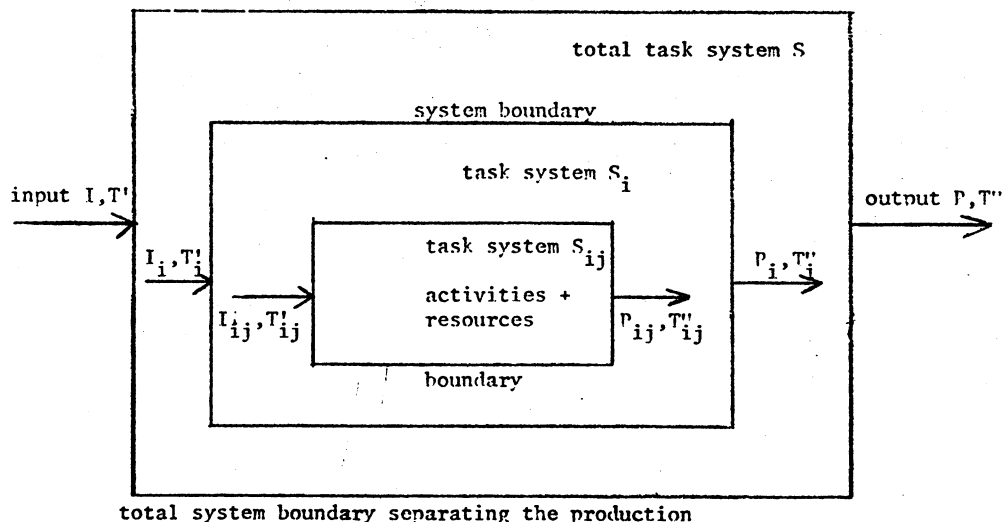 total task system S
system boundary
task system S_i
input I,T'
output P,T"
task system S_ij
I_i,T'_i
P_i,T"_i
activities +
resources
I_ij,T'_ij
P_ij,T"_ij
boundary
total system boundary separating the production